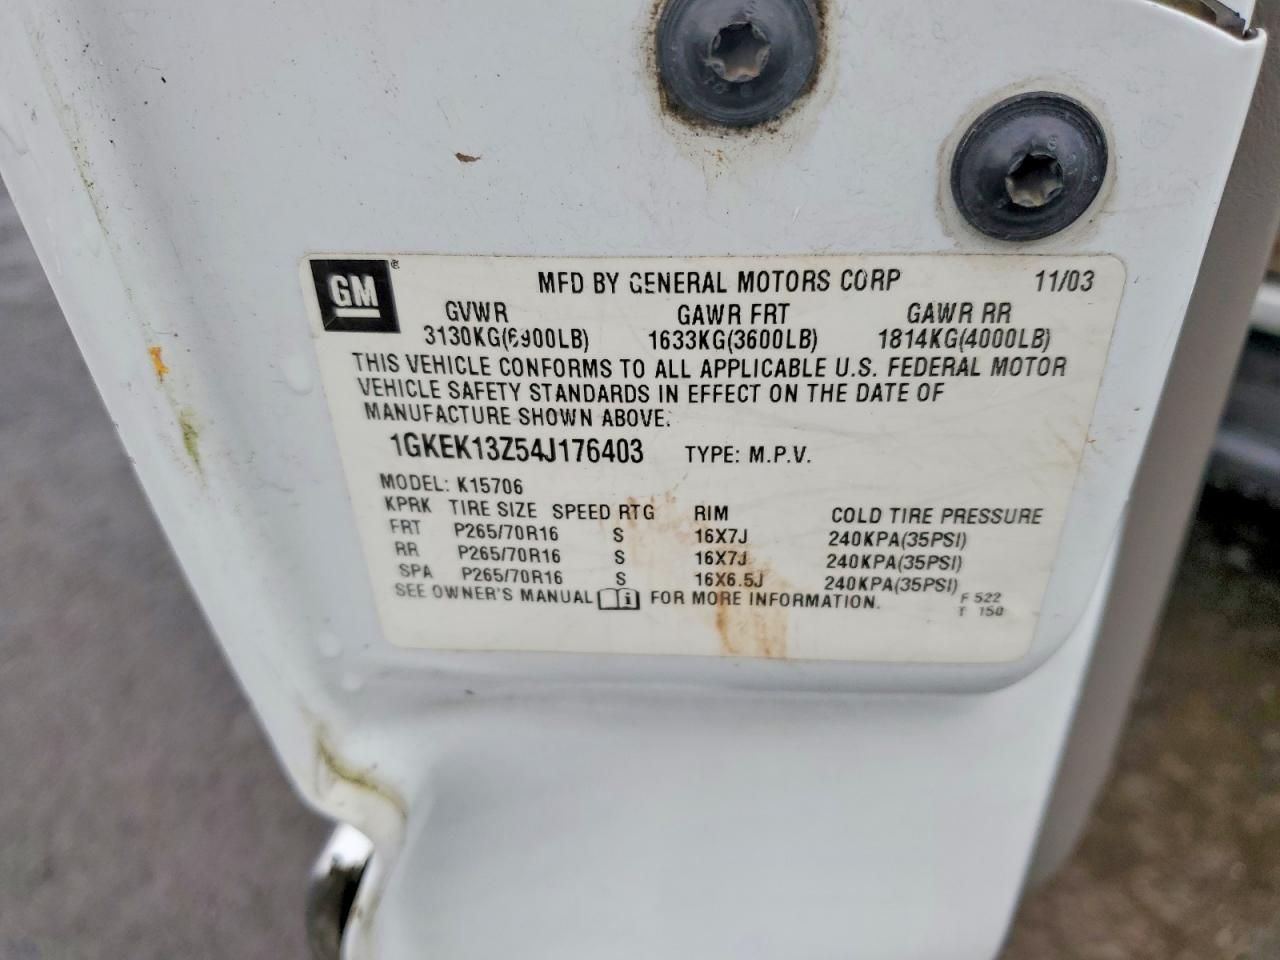 GM®
MFD BY GENERAL MOTORS CORP 11/03
GVWR GAWR FRT GAWR RR
3130KG(6900LB) 1633KG(3600LB) 1814KG(4000LB)
THIS VEHICLE CONFORMS TO ALL APPLICABLE U.S. FEDERAL MOTOR
VEHICLE SAFETY STANDARDS IN EFFECT ON THE DATE OF
MANUFACTURE SHOWN ABOVE.
1GKEK13Z54J176403 TYPE: M.P.V.
MODEL: K15706
KPRK TIRE SIZE SPEED RTG RIM COLD TIRE PRESSURE
FRT P265/70R16 S 16X7J 240KPA(35PSI)
RR P265/70R16 S 16X7J 240KPA(35PSI)
SPA P265/70R16 S 16X6.5J 240KPA(35PSI)
SEE OWNER'S MANUAL i FOR MORE INFORMATION.
F 522
T 150